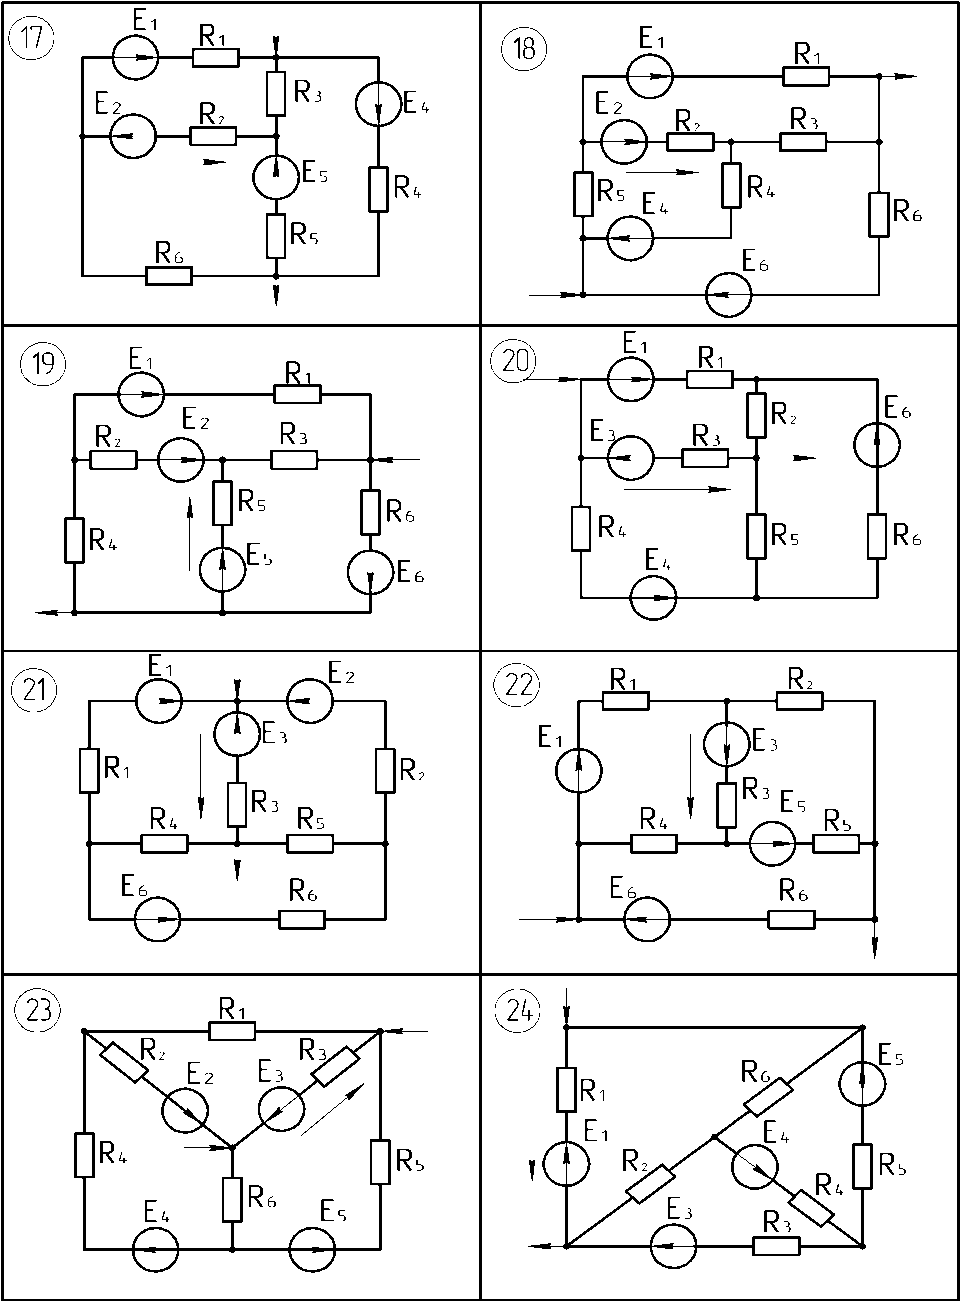 17
E1 R1
R3
E4
E2 R2
E5
R4
R5
R6
18
E1 R1
E2 R2 R3
R5 R4
E4
R6
E6
19
E1 R1
R2 E2 R3
R5 R6
R4
E5 E6
20
E1 R1
R2 E6
E3 R3
R4 R5 R6
E4
21
E1 E2
E3
R1 R2
R3
R4 R5
E6 R6
22
R1 R2
E1 E3
R3
R4 E5 R5
E6 R6
23
R1
R2 R3
E2 E3
R4 R5
R6
E4 E5
24
E5
R6
R1
E1 E4
R2 R5
R4
E3 R3